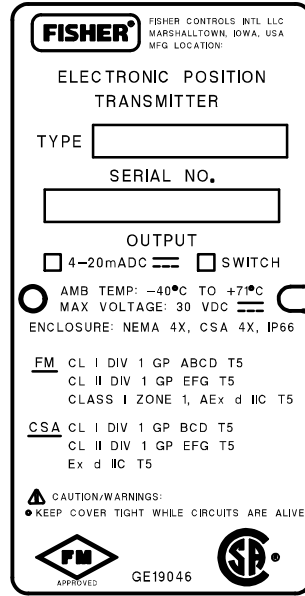 FISHER®
FISHER CONTROLS INTL LLC
MARSHALLTOWN, IOWA, USA
MFG LOCATION:
ELECTRONIC POSITION
TRANSMITTER
TYPE
SERIAL NO.
OUTPUT
4-20mADC SWITCH
AMB TEMP: -40°C TO +71°C
MAX VOLTAGE: 30 VDC
ENCLOSURE: NEMA 4X, CSA 4X, IP66
FM CL I DIV 1 GP ABCD T5
CL II DIV 1 GP EFG T5
CLASS I ZONE 1, AEx d IIC T5
CSA CL I DIV 1 GP BCD T5
CL II DIV 1 GP EFG T5
Ex d IIC T5
CAUTION/WARNINGS:
● KEEP COVER TIGHT WHILE CIRCUITS ARE ALIVE
FM
APPROVED
GE19046
SA®